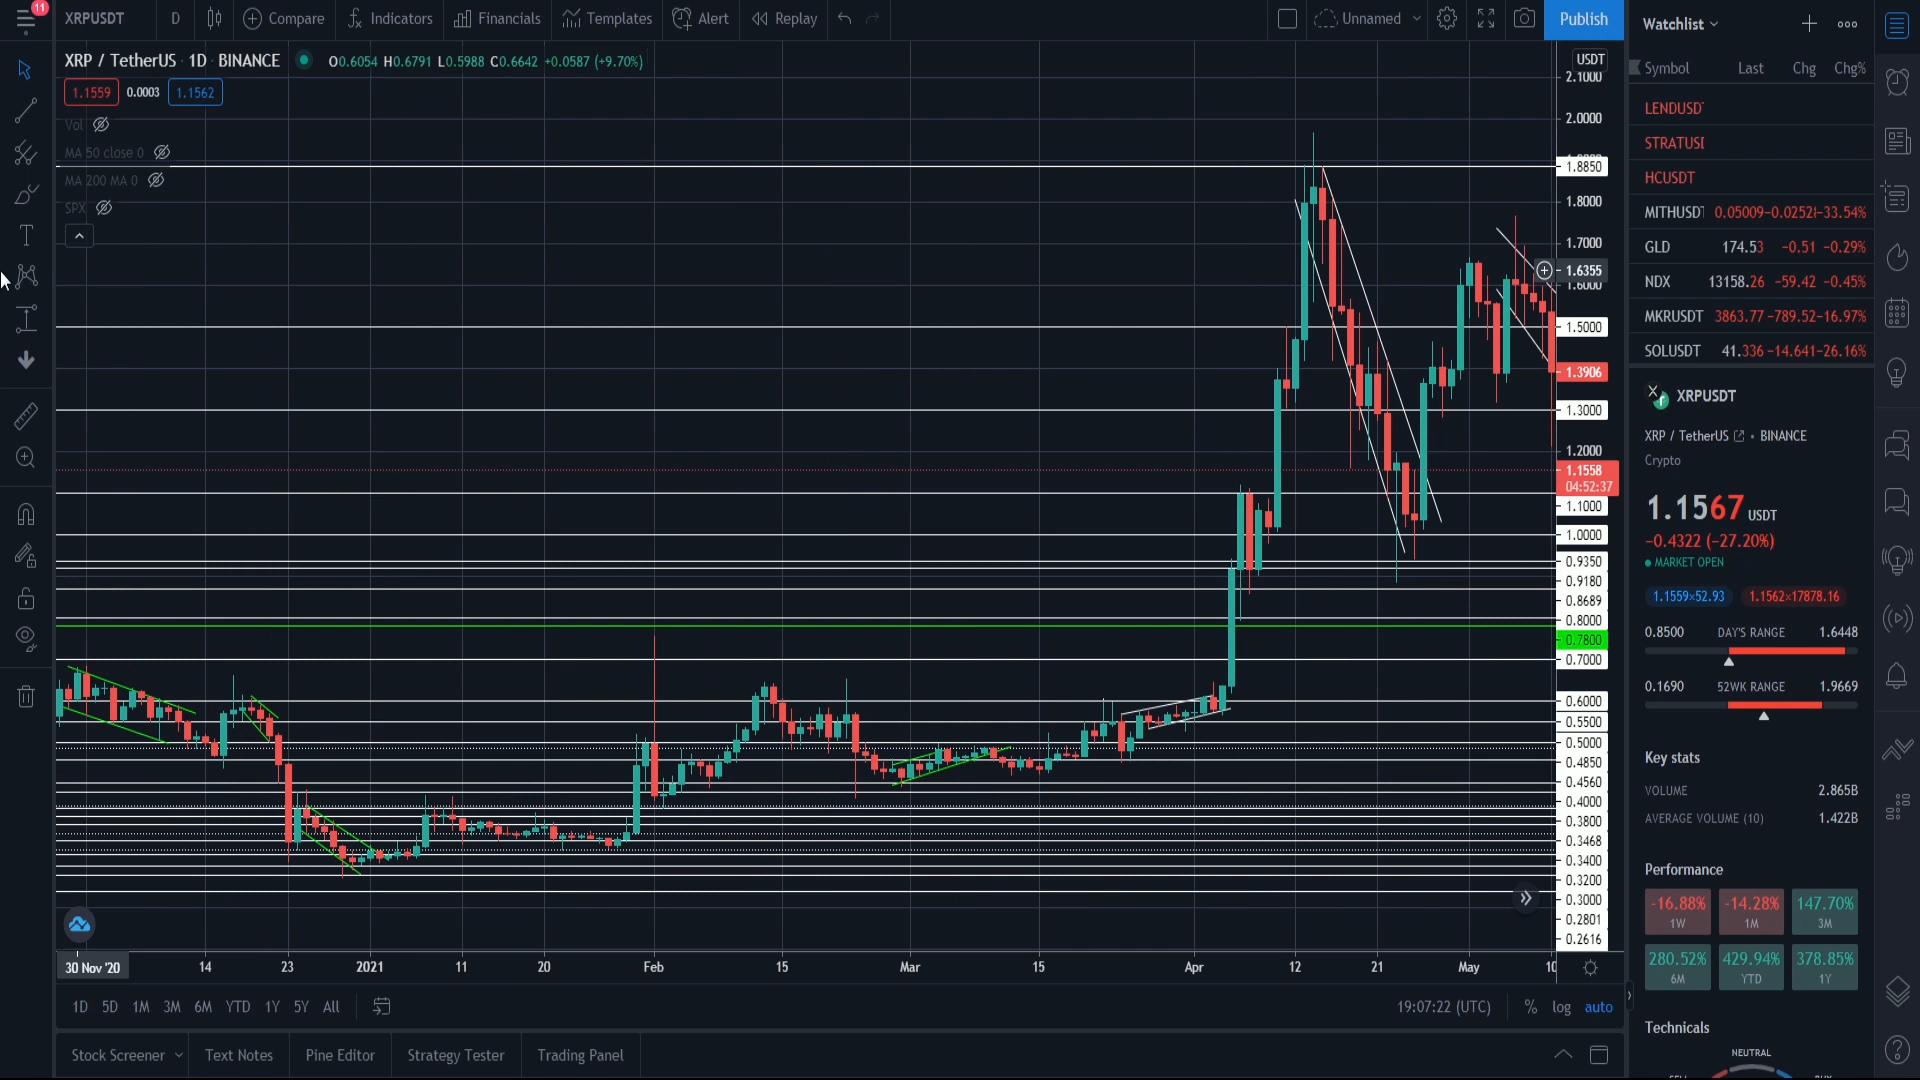 11
XRPUSDT D Compare Indicators Financials Templates Alert Replay Unnamed Publish
XRP / TetherUS · 1D · BINANCE O0.6054 H0.6791 L0.5988 C0.6642 +0.0587 (+9.70%)
1.1559 0.0003 1.1562
Vol
MA 50 close 0
MA 200 MA 0
SPX
USDT
2.1000
2.0000
1.8850
1.8000
1.7000
1.6355
1.6000
1.5000
1.3906
1.3000
1.2000
1.1558
04:52:37
1.1000
1.0000
0.9350
0.9180
0.8689
0.8000
0.7800
0.7000
0.6000
0.5500
0.5000
0.4850
0.4560
0.4000
0.3800
0.3468
0.3400
0.3200
0.3000
0.2801
0.2616
30 Nov '20 14 23 2021 11 20 Feb 15 Mar 15 Apr 12 21 May 10
1D 5D 1M 3M 6M YTD 1Y 5Y All 19:07:22 (UTC) % log auto
Stock Screener Text Notes Pine Editor Strategy Tester Trading Panel
Watchlist
Symbol Last Chg Chg%
LENDUSDT
STRATUSI
HCUSDT
MITHUSDT 0.05009 -0.0252 -33.54%
GLD 174.53 -0.51 -0.29%
NDX 13158.26 -59.42 -0.45%
MKRUSDT 3863.77 -789.52 -16.97%
SOLUSDT 41.336 -14.641 -26.16%
XRPUSDT
XRP / TetherUS • BINANCE
Crypto
1.1567 USDT
-0.4322 (-27.20%)
MARKET OPEN
1.1559×52.93 1.1562×17878.16
0.8500 DAY'S RANGE 1.6448
0.1690 52WK RANGE 1.9669
Key stats
VOLUME 2.865B
AVERAGE VOLUME (10) 1.422B
Performance
-16.88% -14.28% 147.70%
1W 1M 3M
280.52% 429.94% 378.85%
6M YTD 1Y
Technicals
NEUTRAL